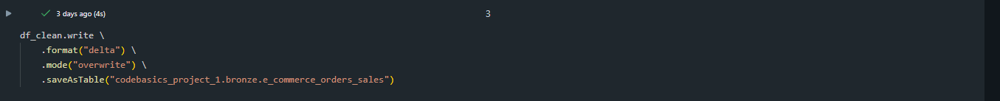 3 days ago (4s)
3
df_clean.write \
    .format("delta") \
    .mode("overwrite") \
    .saveAsTable("codebasics_project_1.bronze.e_commerce_orders_sales")